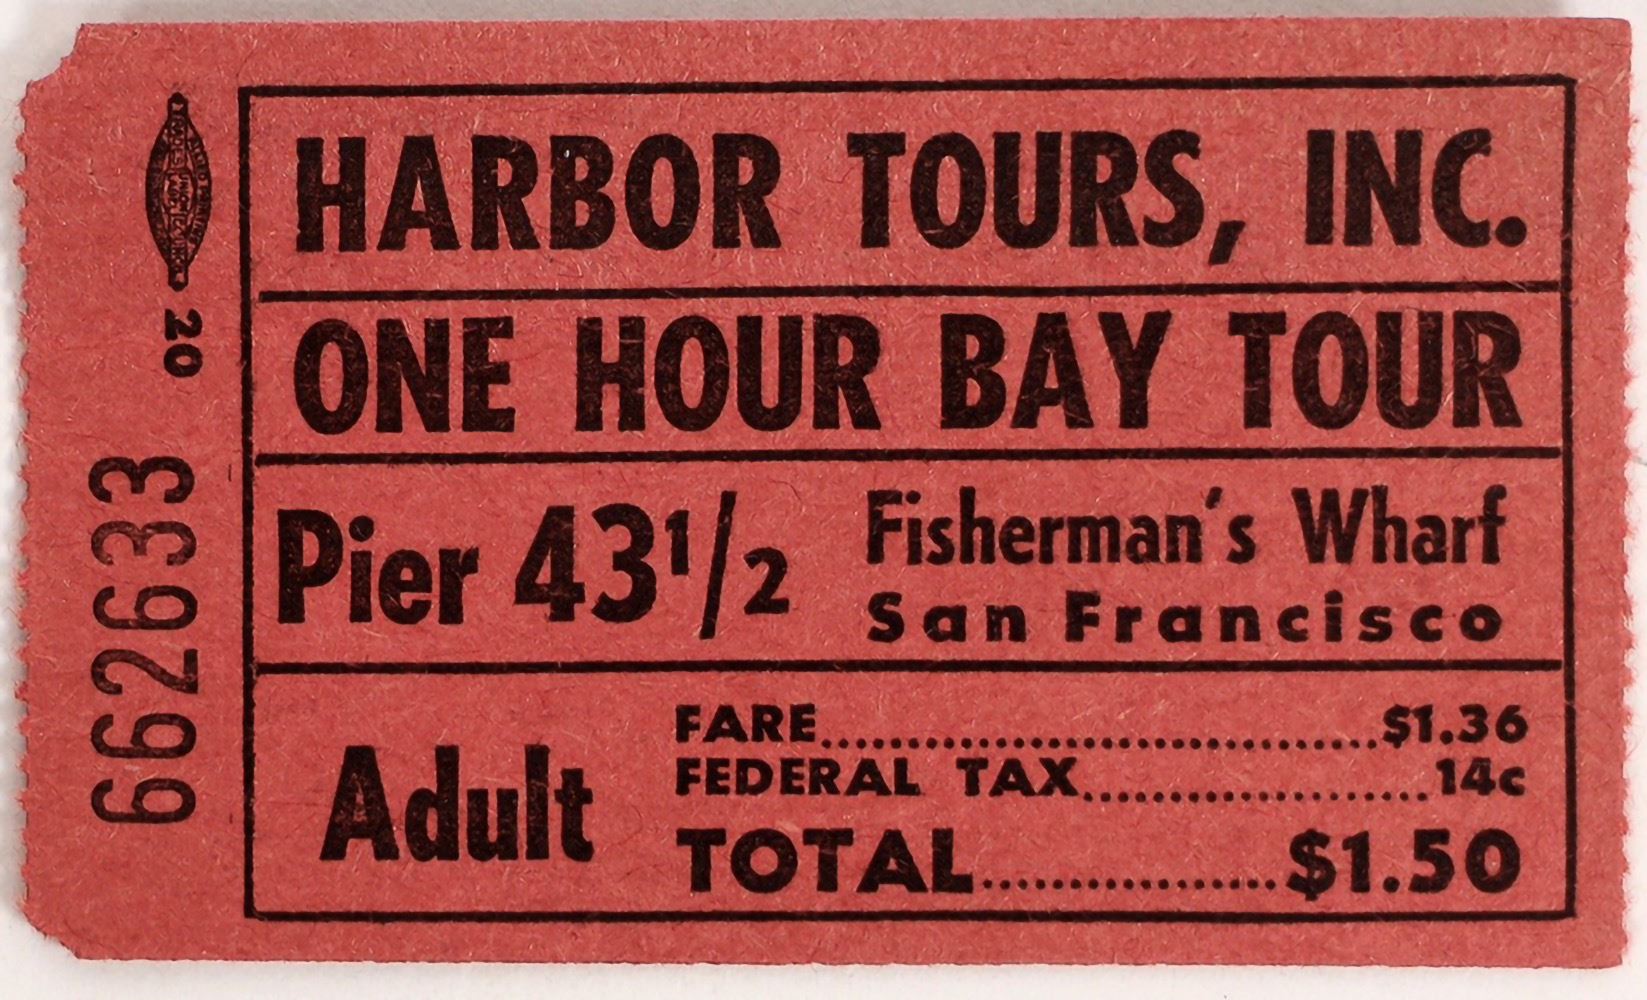 HARBOR TOURS, INC.
ONE HOUR BAY TOUR
Pier 43 1/2
Fisherman's Wharf
San Francisco
Adult
FARE..........................................$1.36
FEDERAL TAX..........................14c
TOTAL......................$1.50
20
662633